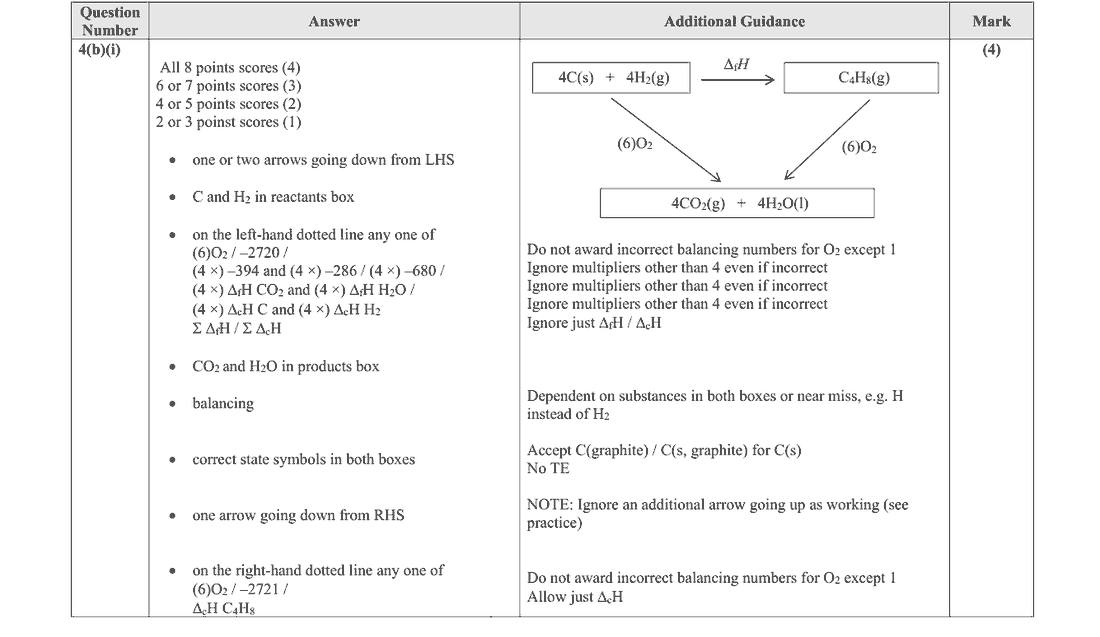 Question Number
Answer
Additional Guidance
Mark
4(b)(i)
All 8 points scores (4)
6 or 7 points scores (3)
4 or 5 points scores (2)
2 or 3 poinst scores (1)
• one or two arrows going down from LHS
• C and H₂ in reactants box
• on the left-hand dotted line any one of
(6)O₂ / –2720 /
(4 ×) –394 and (4 ×) –286 / (4 ×) –680 /
(4 ×) ΔfH CO₂ and (4 ×) ΔfH H₂O /
(4 ×) ΔcH C and (4 ×) ΔcH H₂
Σ ΔfH / Σ ΔcH
• CO₂ and H₂O in products box
• balancing
• correct state symbols in both boxes
• one arrow going down from RHS
• on the right-hand dotted line any one of
(6)O₂ / –2721 /
ΔcH C₄H₈
4C(s) + 4H₂(g)
ΔfH
C₄H₈(g)
(6)O₂
(6)O₂
4CO₂(g) + 4H₂O(l)
Do not award incorrect balancing numbers for O₂ except 1
Ignore multipliers other than 4 even if incorrect
Ignore multipliers other than 4 even if incorrect
Ignore multipliers other than 4 even if incorrect
Ignore just ΔfH / ΔcH
Dependent on substances in both boxes or near miss, e.g. H
instead of H₂
Accept C(graphite) / C(s, graphite) for C(s)
No TE
NOTE: Ignore an additional arrow going up as working (see
practice)
Do not award incorrect balancing numbers for O₂ except 1
Allow just ΔcH
(4)